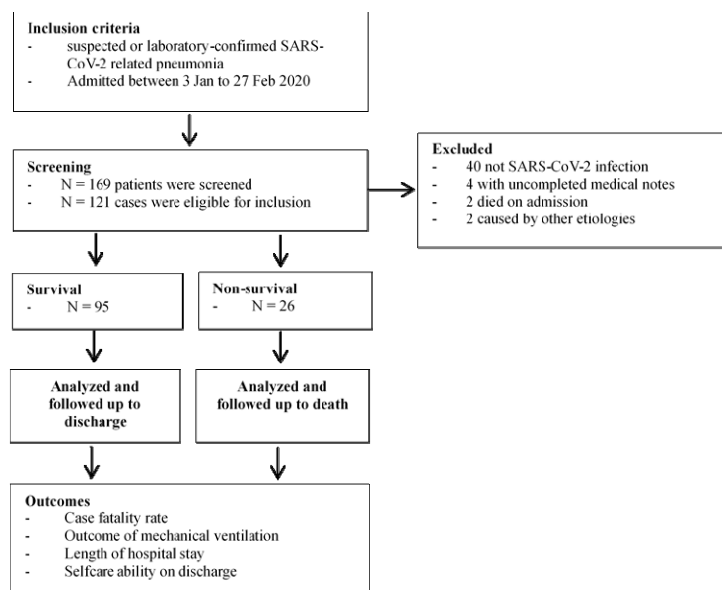 Inclusion criteria
- suspected or laboratory-confirmed SARS-
CoV-2 related pneumonia
- Admitted between 3 Jan to 27 Feb 2020
Screening
- N = 169 patients were screened
- N = 121 cases were eligible for inclusion
Excluded
- 40 not SARS-CoV-2 infection
- 4 with uncompleted medical notes
- 2 died on admission
- 2 caused by other etiologies
Survival
- N = 95
Non-survival
- N = 26
Analyzed and
followed up to
discharge
Analyzed and
followed up to death
Outcomes
- Case fatality rate
- Outcome of mechanical ventilation
- Length of hospital stay
- Selfcare ability on discharge